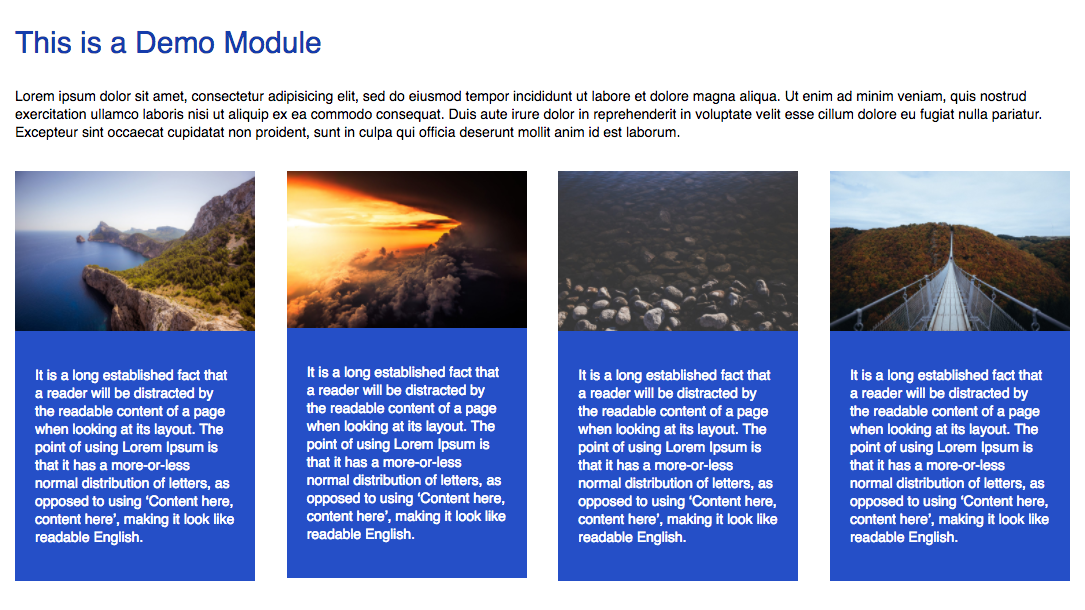 This is a Demo Module
Lorem ipsum dolor sit amet, consectetur adipisicing elit, sed do eiusmod tempor incididunt ut labore et dolore magna aliqua. Ut enim ad minim veniam, quis nostrud
exercitation ullamco laboris nisi ut aliquip ex ea commodo consequat. Duis aute irure dolor in reprehenderit in voluptate velit esse cillum dolore eu fugiat nulla pariatur.
Excepteur sint occaecat cupidatat non proident, sunt in culpa qui officia deserunt mollit anim id est laborum.
It is a long established fact that
a reader will be distracted by
the readable content of a page
when looking at its layout. The
point of using Lorem Ipsum is
that it has a more-or-less
normal distribution of letters, as
opposed to using ‘Content here,
content here’, making it look like
readable English.
It is a long established fact that
a reader will be distracted by
the readable content of a page
when looking at its layout. The
point of using Lorem Ipsum is
that it has a more-or-less
normal distribution of letters, as
opposed to using ‘Content here,
content here’, making it look like
readable English.
It is a long established fact that
a reader will be distracted by
the readable content of a page
when looking at its layout. The
point of using Lorem Ipsum is
that it has a more-or-less
normal distribution of letters, as
opposed to using ‘Content here,
content here’, making it look like
readable English.
It is a long established fact that
a reader will be distracted by
the readable content of a page
when looking at its layout. The
point of using Lorem Ipsum is
that it has a more-or-less
normal distribution of letters, as
opposed to using ‘Content here,
content here’, making it look like
readable English.